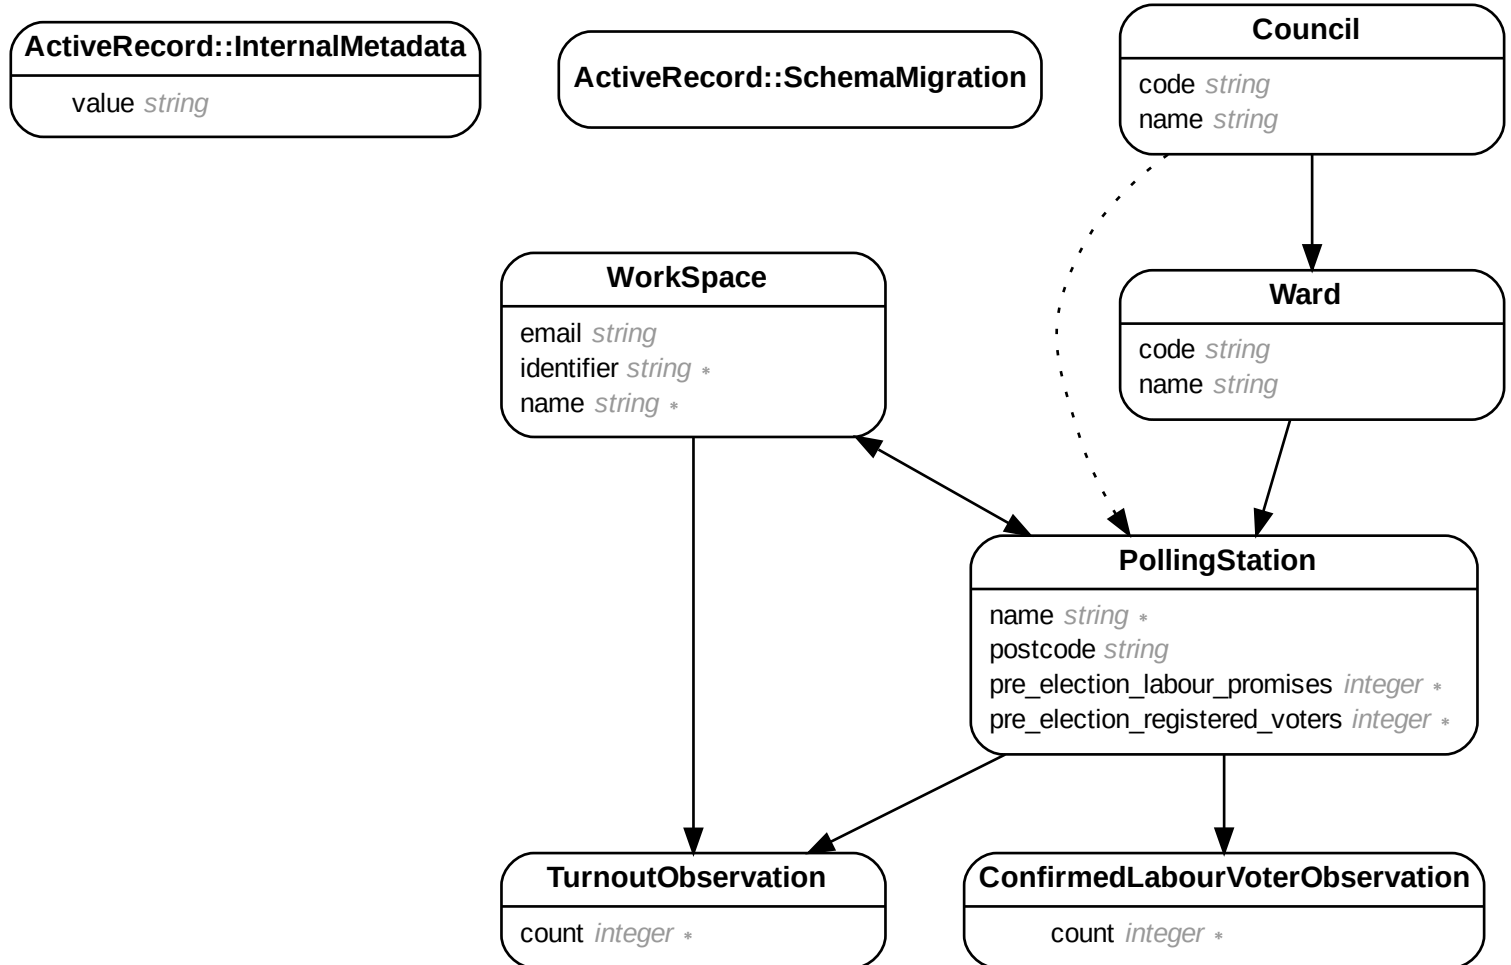 ActiveRecord::InternalMetadata
value string
ActiveRecord::SchemaMigration
Council
code string
name string
WorkSpace
email string
identifier string *
name string *
Ward
code string
name string
PollingStation
name string *
postcode string
pre_election_labour_promises integer *
pre_election_registered_voters integer *
TurnoutObservation
count integer *
ConfirmedLabourVoterObservation
count integer *